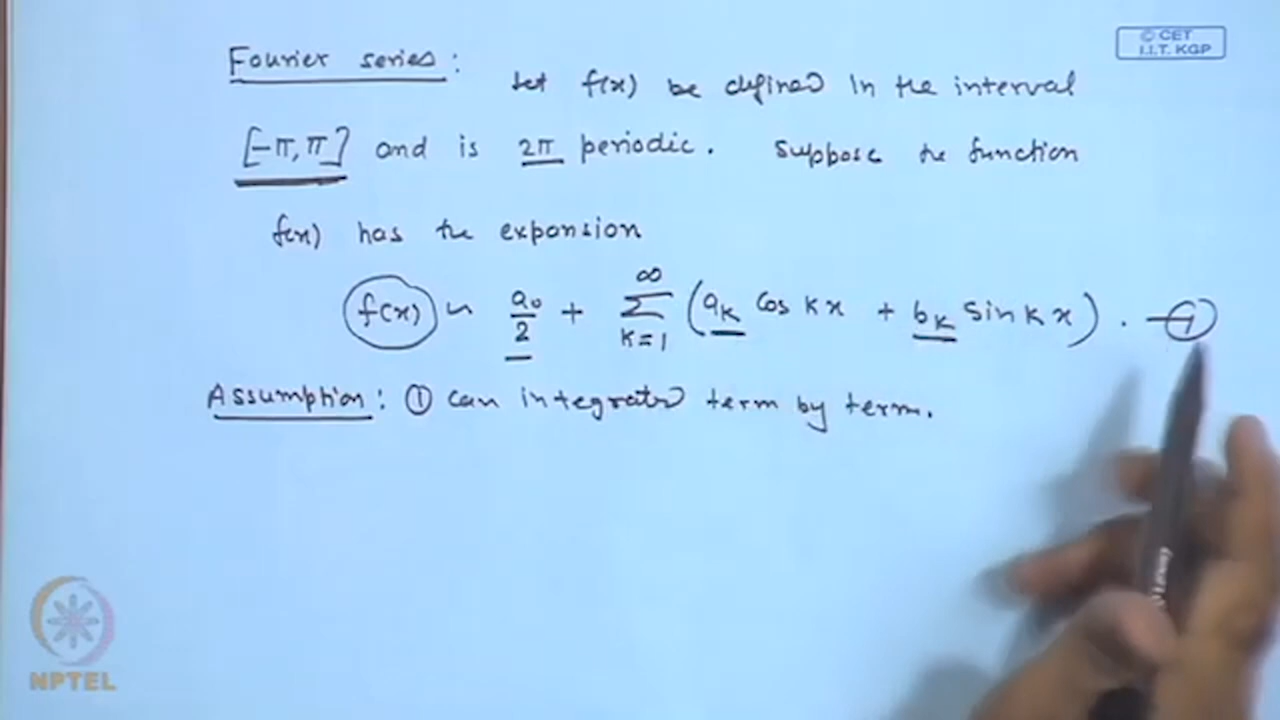 © CET
I.I.T. KGP
Fourier series : Let f(x) be defined in the interval
[-π, π] and is 2π periodic. Suppose the function
f(x) has the expansion
f(x) ~ a₀/2 + ∞∑k=1 (aₖ cos kx + bₖ sin kx) . — ①
Assumption : ① can integrated term by term.
NPTEL